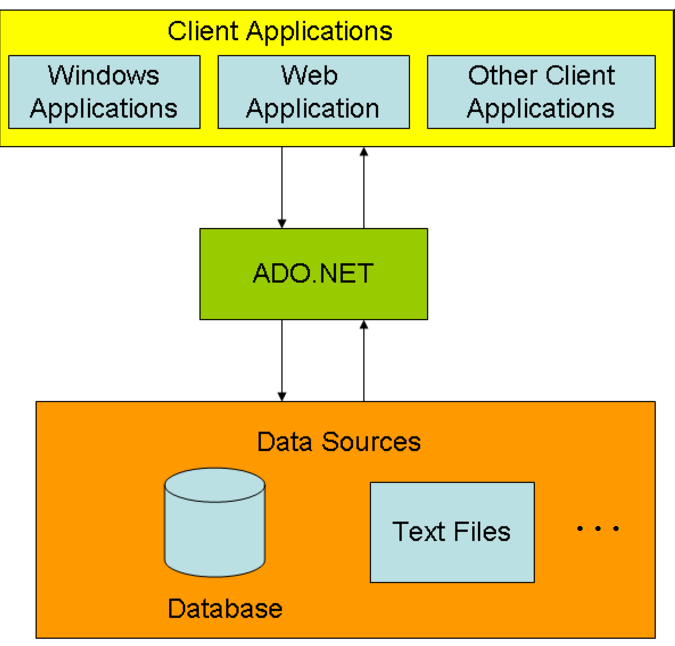 Client Applications
Windows
Applications
Web
Application
Other Client
Applications
ADO.NET
Data Sources
Text Files
. . .
Database